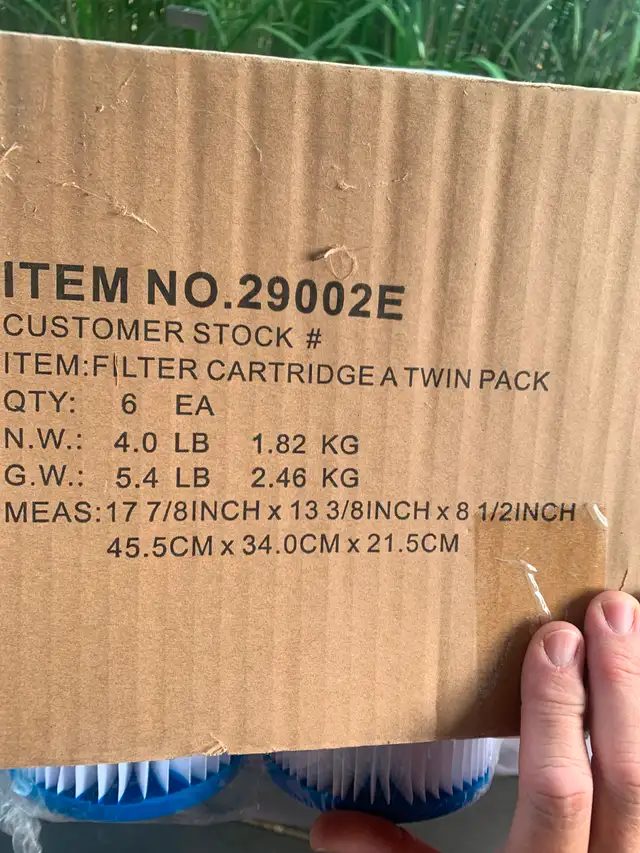 ITEM NO.29002E
CUSTOMER STOCK #
ITEM:FILTER CARTRIDGE A TWIN PACK
QTY: 6 EA
N.W.: 4.0 LB 1.82 KG
G.W.: 5.4 LB 2.46 KG
MEAS:17 7/8INCH x 13 3/8INCH x 8 1/2INCH
45.5CM x 34.0CM x 21.5CM